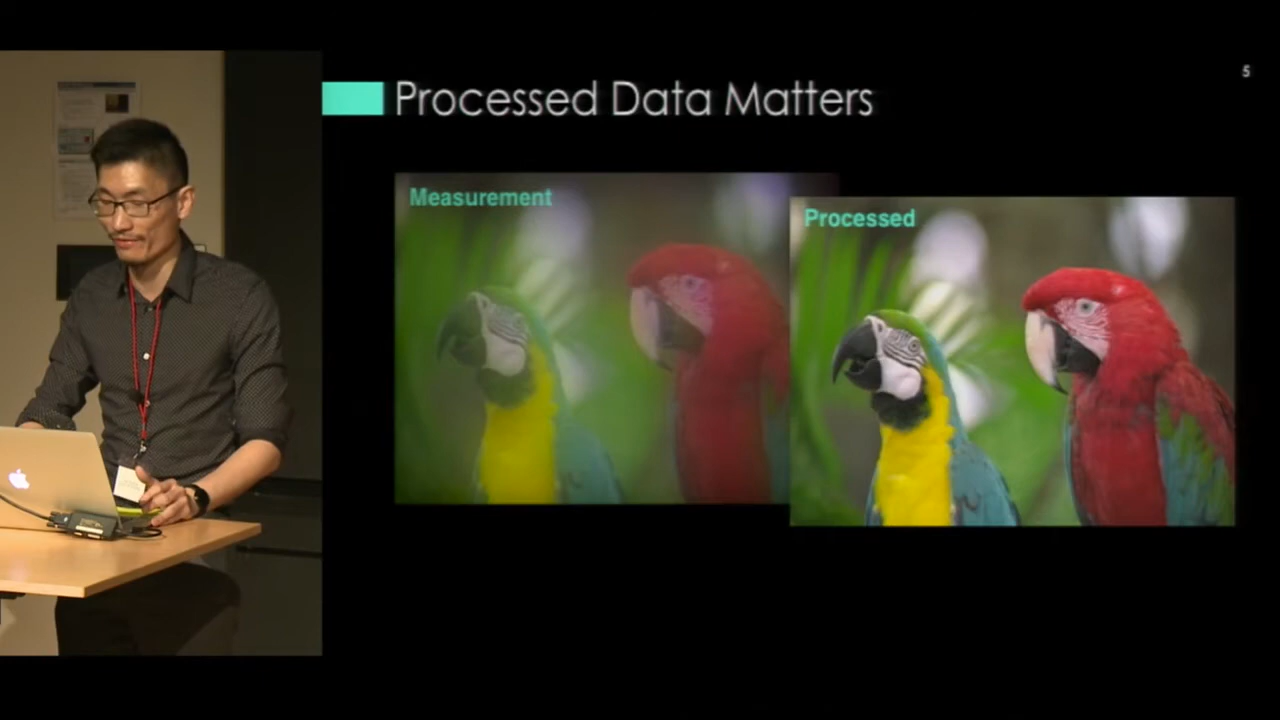 5
Processed Data Matters
Measurement
Processed